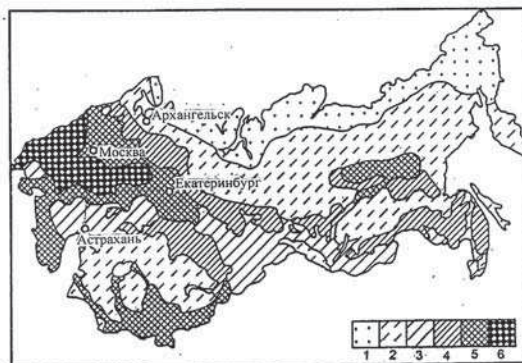 Архангельск
Москва
Екатеринбург
Астрахань
1 2 3 4 5 6